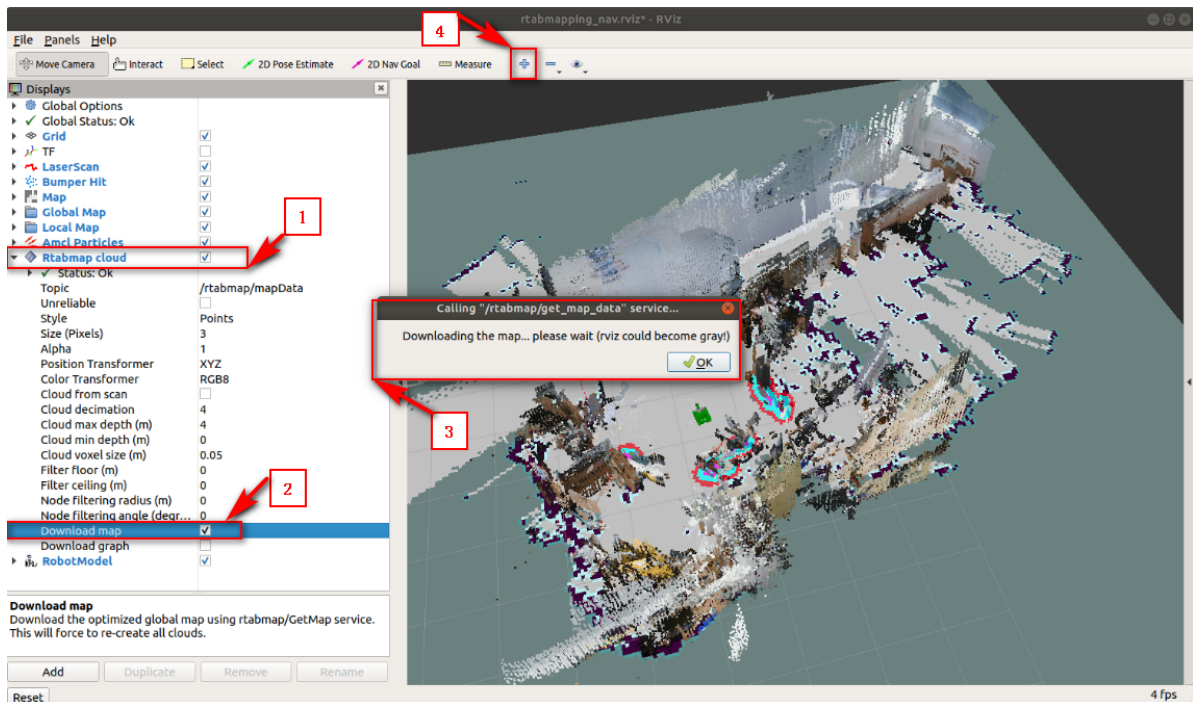 rtabmapping_nav.rviz* - RViz
File Panels Help
4
Move Camera Interact Select 2D Pose Estimate 2D Nav Goal Measure
Displays
Global Options
Global Status: Ok
Grid
TF
LaserScan
Bumper Hit
Map
Global Map
Local Map
1
Amcl Particles
Rtabmap cloud
Status: Ok
Topic /rtabmap/mapData
Unreliable
Style Points
Size (Pixels) 3
Alpha 1
Position Transformer XYZ
Color Transformer RGB8
Cloud from scan
Cloud decimation 4
Cloud max depth (m) 4
Cloud min depth (m) 0
Cloud voxel size (m) 0.05
Filter floor (m) 0
Filter ceiling (m) 0
2
Node filtering radius (m) 0
Node filtering angle (degr... 0
Download map
Download graph
RobotModel
Calling "/rtabmap/get_map_data" service...
Downloading the map... please wait (rviz could become gray!)
OK
3
Download map
Download the optimized global map using rtabmap/GetMap service.
This will force to re-create all clouds.
Add Duplicate Remove Rename
Reset
4 fps